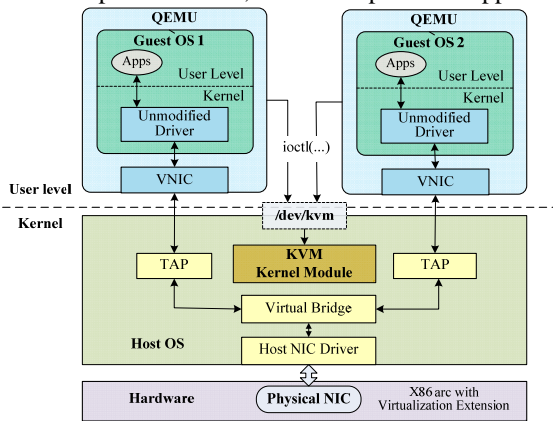 QEMU
QEMU
Guest OS 1
Guest OS 2
Apps
Apps
User Level
User Level
Kernel
Kernel
Unmodified
Driver
Unmodified
Driver
ioctl(...)
VNIC
VNIC
User level
Kernel
/dev/kvm
TAP
KVM
Kernel Module
TAP
Virtual Bridge
Host OS
Host NIC Driver
Hardware
Physical NIC
X86 arc with
Virtualization Extension